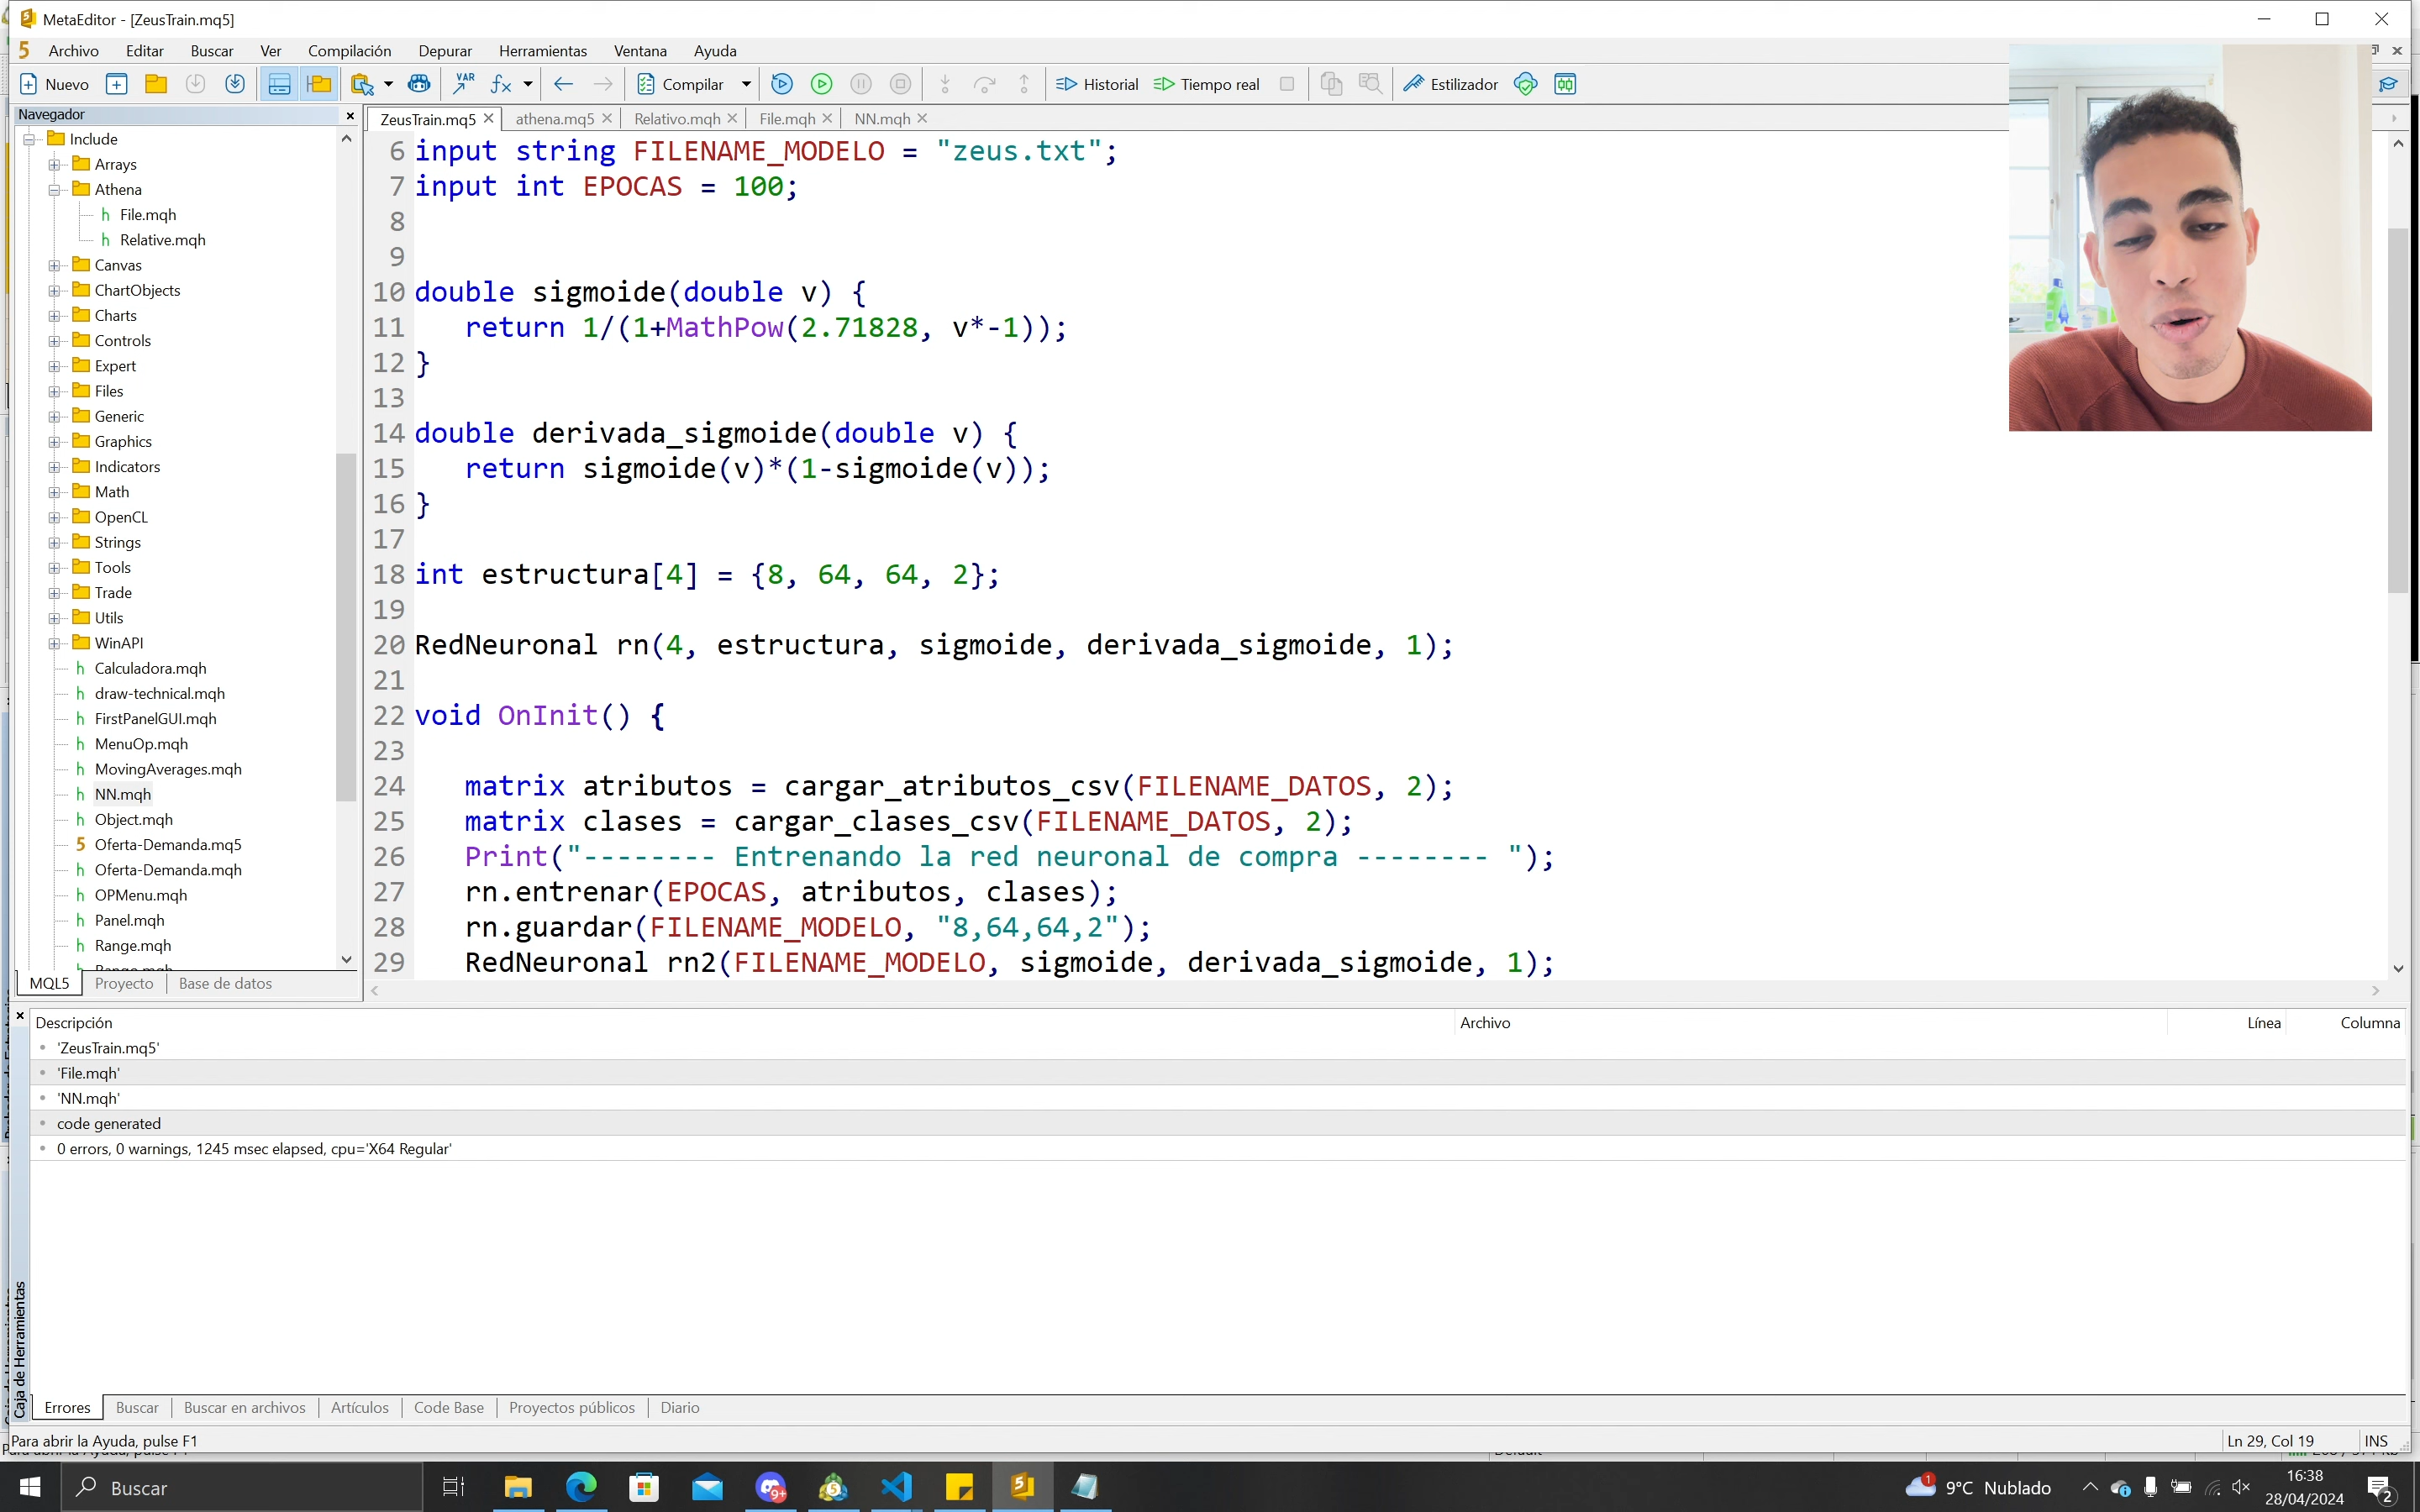 MetaEditor - [ZeusTrain.mq5]
Archivo Editar Buscar Ver Compilación Depurar Herramientas Ventana Ayuda
Nuevo VAR fx Compilar Historial Tiempo real Estilizador
Navegador
Include
Arrays
Athena
File.mqh
Relative.mqh
Canvas
ChartObjects
Charts
Controls
Expert
Files
Generic
Graphics
Indicators
Math
OpenCL
Strings
Tools
Trade
Utils
WinAPI
Calculadora.mqh
draw-technical.mqh
FirstPanelGUI.mqh
MenuOp.mqh
MovingAverages.mqh
NN.mqh
Object.mqh
Oferta-Demanda.mq5
Oferta-Demanda.mqh
OPMenu.mqh
Panel.mqh
Range.mqh
MQL5 Proyecto Base de datos
ZeusTrain.mq5 athena.mq5 Relativo.mqh File.mqh NN.mqh
6 input string FILENAME_MODELO = "zeus.txt";
7 input int EPOCAS = 100;
8
9
10 double sigmoide(double v) {
11 return 1/(1+MathPow(2.71828, v*-1));
12 }
13
14 double derivada_sigmoide(double v) {
15 return sigmoide(v)*(1-sigmoide(v));
16 }
17
18 int estructura[4] = {8, 64, 64, 2};
19
20 RedNeuronal rn(4, estructura, sigmoide, derivada_sigmoide, 1);
21
22 void OnInit() {
23
24 matrix atributos = cargar_atributos_csv(FILENAME_DATOS, 2);
25 matrix clases = cargar_clases_csv(FILENAME_DATOS, 2);
26 Print("-------- Entrenando la red neuronal de compra -------- ");
27 rn.entrenar(EPOCAS, atributos, clases);
28 rn.guardar(FILENAME_MODELO, "8,64,64,2");
29 RedNeuronal rn2(FILENAME_MODELO, sigmoide, derivada_sigmoide, 1);
Descripción Archivo Línea Columna
'ZeusTrain.mq5'
'File.mqh'
'NN.mqh'
code generated
0 errors, 0 warnings, 1245 msec elapsed, cpu='X64 Regular'
Caja de Herramientas
Errores Buscar Buscar en archivos Artículos Code Base Proyectos públicos Diario
Para abrir la Ayuda, pulse F1
Ln 29, Col 19 INS
Buscar
9+
1
9°C Nublado
16:38
28/04/2024
2